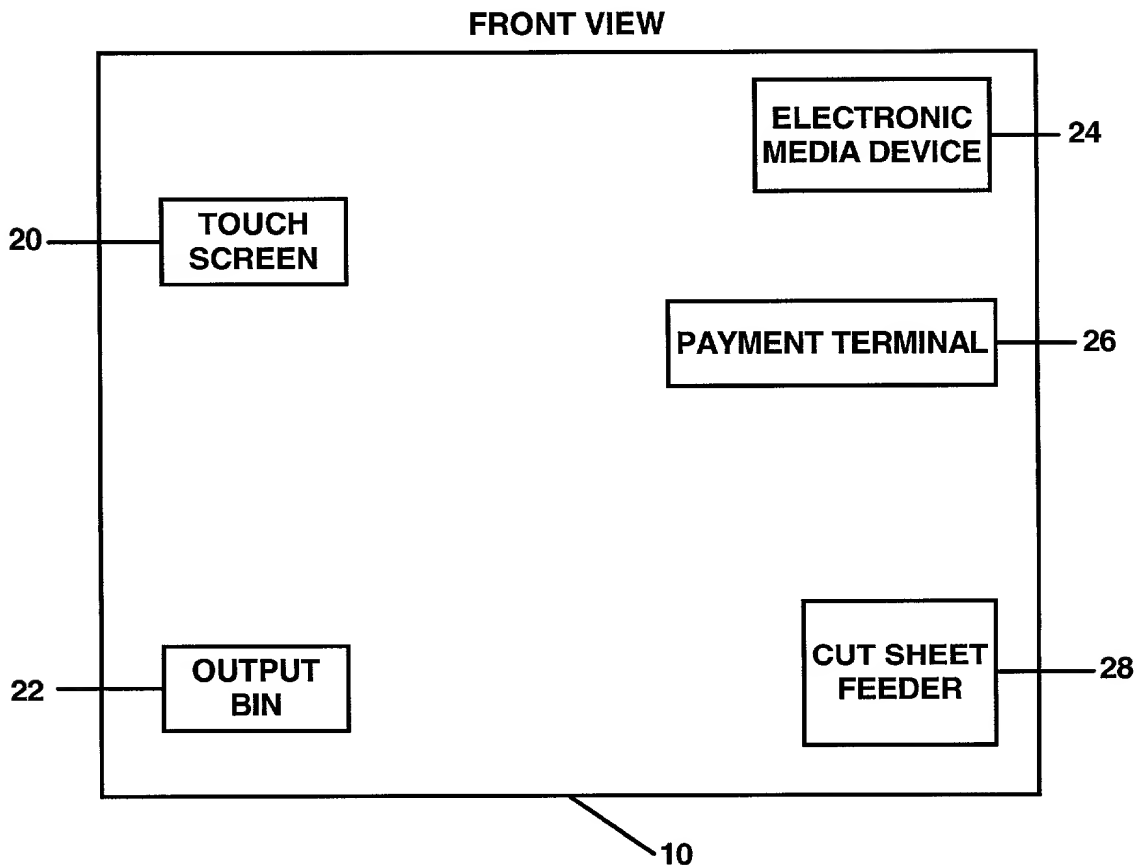 FRONT VIEW
ELECTRONIC
MEDIA DEVICE
24
20
TOUCH
SCREEN
PAYMENT TERMINAL
26
22
OUTPUT
BIN
CUT SHEET
FEEDER
28
10